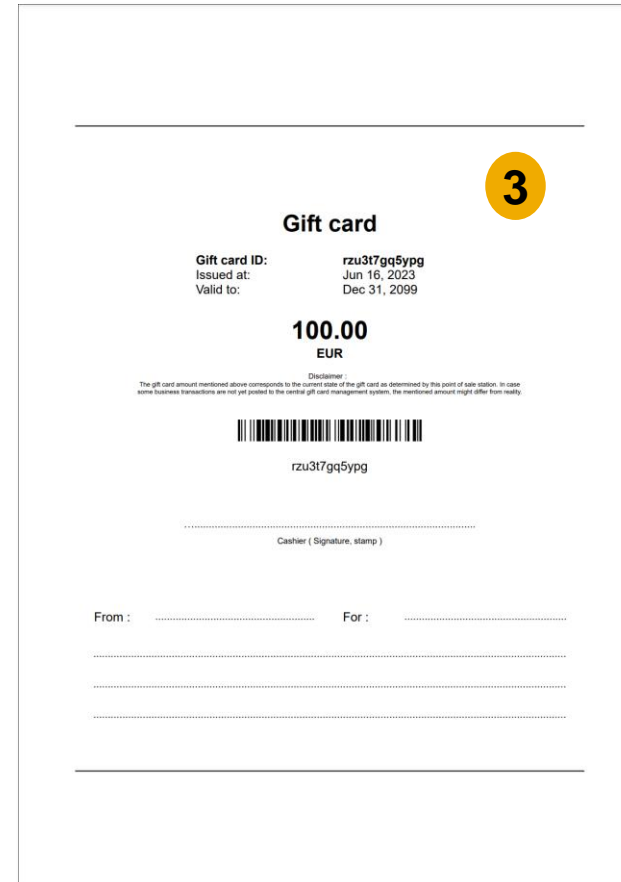 3
Gift card
Gift card ID: rzu3t7gq5ypg
Issued at: Jun 16, 2023
Valid to: Dec 31, 2099
100.00
EUR
Disclaimer :
The gift card amount mentioned above corresponds to the current state of the gift card as determined by this point of sale station. In case
some business transactions are not yet posted to the central gift card management system, the mentioned amount might differ from reality.
rzu3t7gq5ypg
Cashier ( Signature, stamp )
From : For :